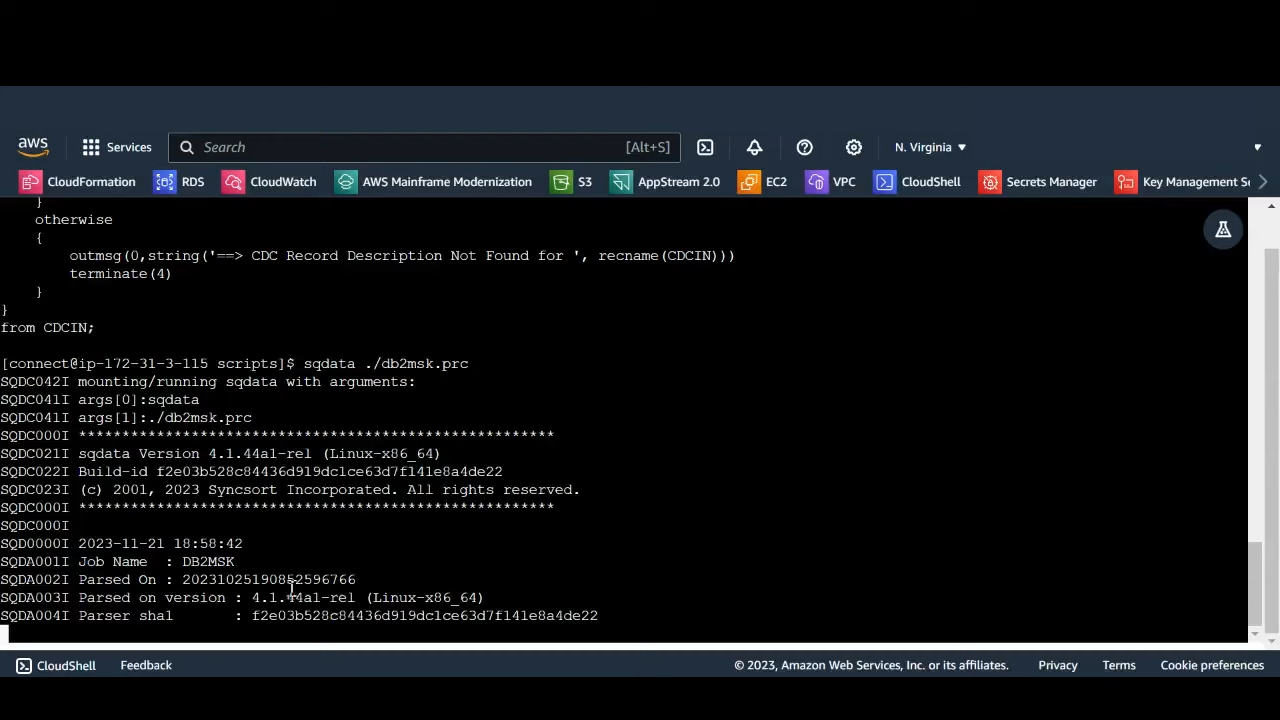 aws
Services
Search
[Alt+S]
N. Virginia
CloudFormation
RDS
CloudWatch
AWS Mainframe Modernization
S3
AppStream 2.0
EC2
VPC
CloudShell
Secrets Manager
Key Management Se
}
otherwise
{
outmsg(0,string('==> CDC Record Description Not Found for ', recname(CDCIN)))
terminate(4)
}
}
from CDCIN;
[connect@ip-172-31-3-115 scripts]$ sqdata ./db2msk.prc
SQDC042I mounting/running sqdata with arguments:
SQDC041I args[0]:sqdata
SQDC041I args[1]:./db2msk.prc
SQDC000I *******************************************************
SQDC021I sqdata Version 4.1.44a1-rel (Linux-x86_64)
SQDC022I Build-id f2e03b528c84436d919dc1ce63d7f141e8a4de22
SQDC023I (c) 2001, 2023 Syncsort Incorporated. All rights reserved.
SQDC000I *******************************************************
SQDC000I
SQD0000I 2023-11-21 18:58:42
SQDA001I Job Name : DB2MSK
SQDA002I Parsed On : 20231025190852596766
SQDA003I Parsed on version : 4.1.44a1-rel (Linux-x86_64)
SQDA004I Parser sha1 : f2e03b528c84436d919dc1ce63d7f141e8a4de22
CloudShell
Feedback
© 2023, Amazon Web Services, Inc. or its affiliates.
Privacy
Terms
Cookie preferences